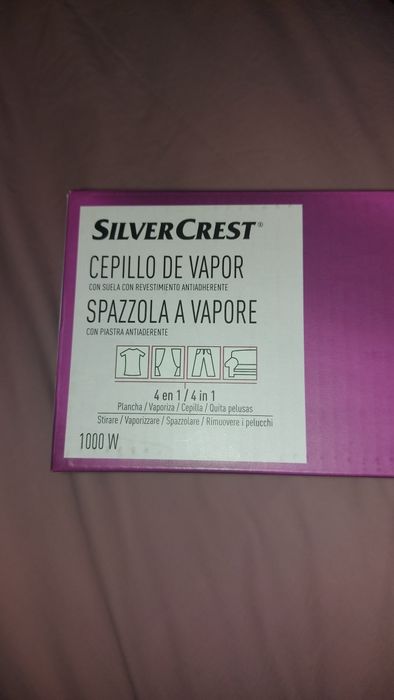 SILVERCREST®
CEPILLO DE VAPOR
CON SUELA CON REVESTIMIENTO ANTIADHERENTE
SPAZZOLA A VAPORE
CON PIASTRA ANTIADERENTE
4 en 1 / 4 in 1
Plancha / Vaporiza / Cepilla / Quita pelusas
Stirare / Vaporizzare / Spazzolare / Rimuovere i pelucchi
1000 W